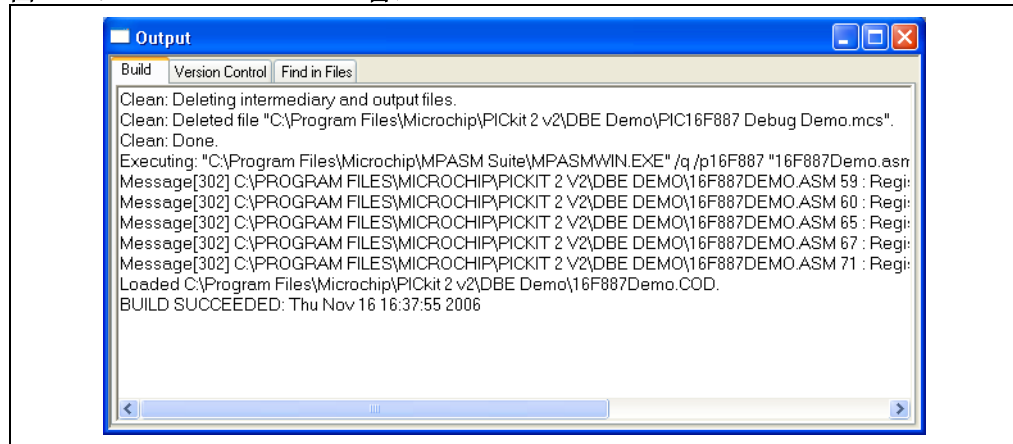 Output
Build Version Control Find in Files
Clean: Deleting intermediary and output files.
Clean: Deleted file "C:\Program Files\Microchip\PICkit 2 v2\DBE Demo\PIC16F887 Debug Demo.mcs".
Clean: Done.
Executing: "C:\Program Files\Microchip\MPASM Suite\MPASMWIN.EXE" /q /p16F887 "16F887Demo.asm
Message[302] C:\PROGRAM FILES\MICROCHIP\PICKIT 2 V2\DBE DEMO\16F887DEMO.ASM 59 : Regi
Message[302] C:\PROGRAM FILES\MICROCHIP\PICKIT 2 V2\DBE DEMO\16F887DEMO.ASM 60 : Regi
Message[302] C:\PROGRAM FILES\MICROCHIP\PICKIT 2 V2\DBE DEMO\16F887DEMO.ASM 65 : Regi
Message[302] C:\PROGRAM FILES\MICROCHIP\PICKIT 2 V2\DBE DEMO\16F887DEMO.ASM 67 : Regi
Message[302] C:\PROGRAM FILES\MICROCHIP\PICKIT 2 V2\DBE DEMO\16F887DEMO.ASM 71 : Regi
Loaded C:\Program Files\Microchip\PICkit 2 v2\DBE Demo\16F887Demo.COD.
BUILD SUCCEEDED: Thu Nov 16 16:37:55 2006